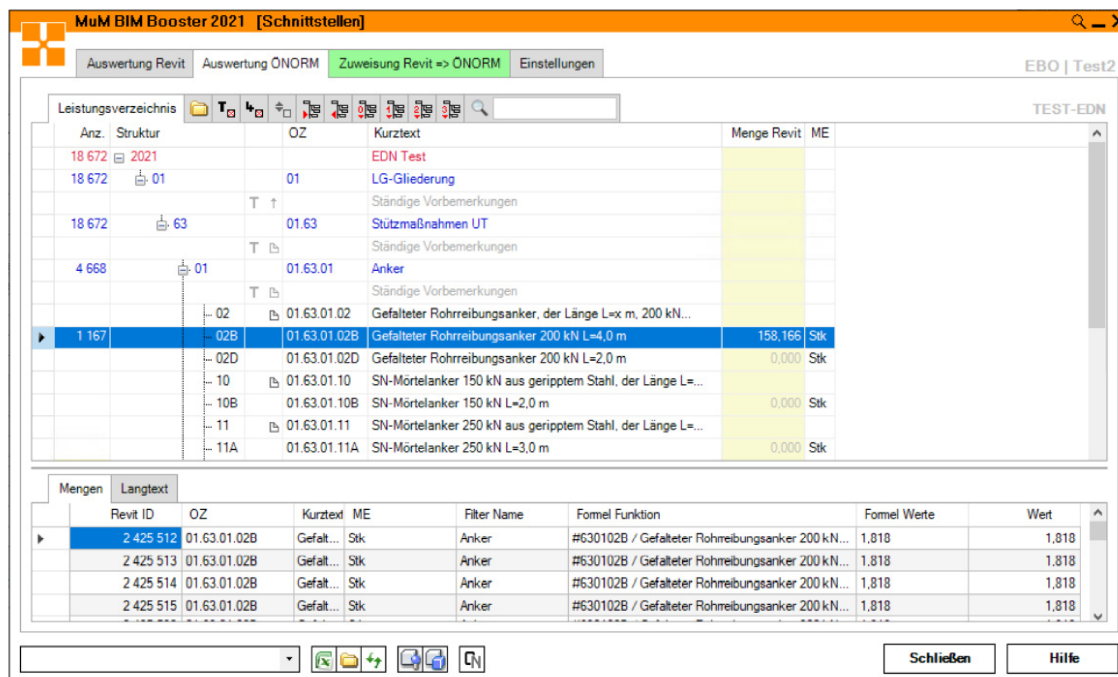 MuM BIM Booster 2021 [Schnittstellen]
Auswertung Revit Auswertung ÖNORM Zuweisung Revit => ÖNORM Einstellungen
EBO | Test2
Leistungsverzeichnis
TEST-EDN
Anz. Struktur OZ Kurztext Menge Revit ME
18 672 2021 EDN Test
18 672 01 01 LG-Gliederung
T Ständige Vorbemerkungen
18 672 63 01.63 Stützmaßnahmen UT
T Ständige Vorbemerkungen
4 668 01 01.63.01 Anker
T Ständige Vorbemerkungen
02 01.63.01.02 Gefalteter Rohrreibungsanker, der Länge L=x m, 200 kN...
1 167 02B 01.63.01.02B Gefalteter Rohrreibungsanker 200 kN L=4,0 m 158,166 Stk
02D 01.63.01.02D Gefalteter Rohrreibungsanker 200 kN L=2,0 m 0,000 Stk
10 01.63.01.10 SN-Mörtelanker 150 kN aus geripptem Stahl, der Länge L=...
10B 01.63.01.10B SN-Mörtelanker 150 kN L=2,0 m 0,000 Stk
11 01.63.01.11 SN-Mörtelanker 250 kN aus geripptem Stahl, der Länge L=...
11A 01.63.01.11A SN-Mörtelanker 250 kN L=3,0 m 0,000 Stk
Mengen Langtext
Revit ID OZ Kurztext ME Filter Name Formel Funktion Formel Werte Wert
2 425 512 01.63.01.02B Gefalt... Stk Anker #630102B / Gefalteter Rohrreibungsanker 200 kN... 1,818 1,818
2 425 513 01.63.01.02B Gefalt... Stk Anker #630102B / Gefalteter Rohrreibungsanker 200 kN... 1,818 1,818
2 425 514 01.63.01.02B Gefalt... Stk Anker #630102B / Gefalteter Rohrreibungsanker 200 kN... 1,818 1,818
2 425 515 01.63.01.02B Gefalt... Stk Anker #630102B / Gefalteter Rohrreibungsanker 200 kN... 1,818 1,818
Schließen Hilfe